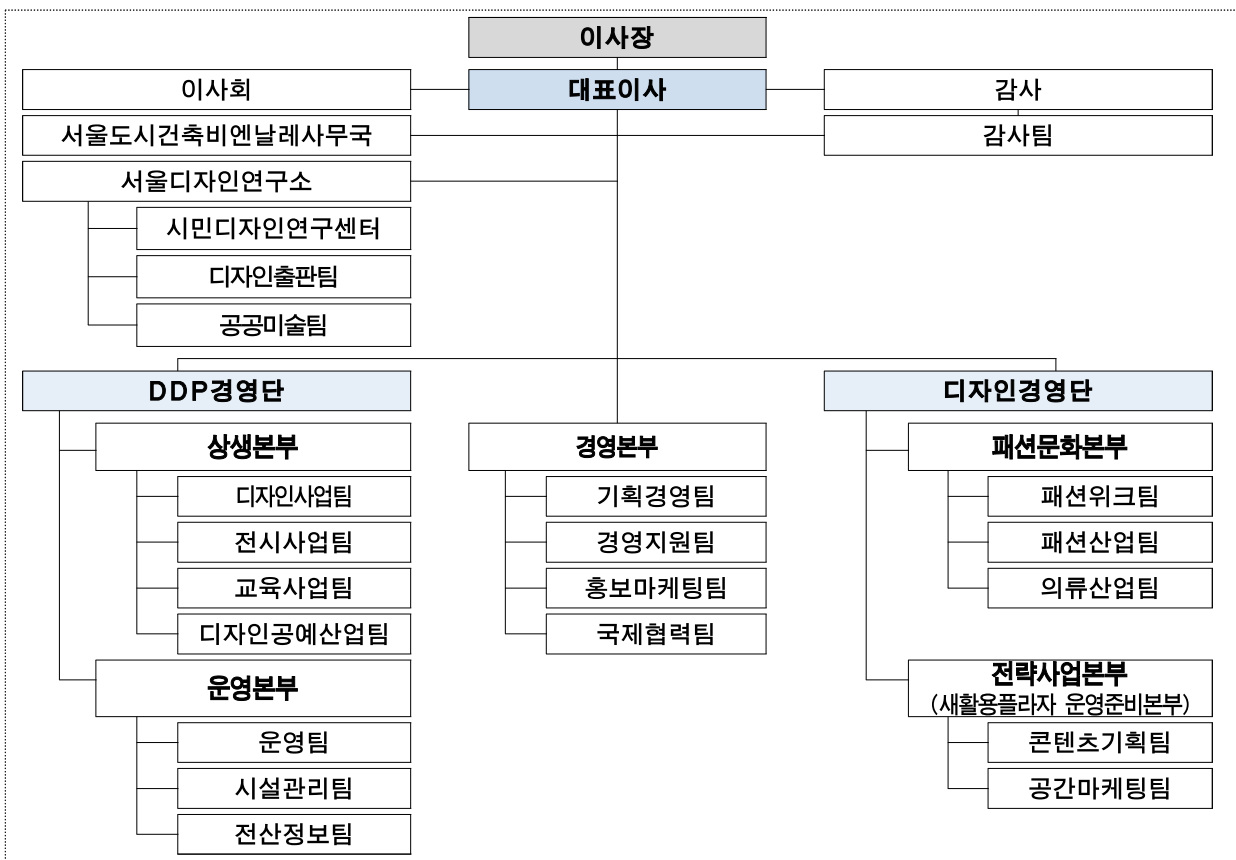 이사장
이사회
대표이사
감사
서울도시건축비엔날레사무국
감사팀
서울디자인연구소
시민디자인연구센터
디자인출판팀
공공미술팀
DDP경영단
상생본부
디자인사업팀
전시사업팀
교육사업팀
디자인공예산업팀
운영본부
운영팀
시설관리팀
전산정보팀
경영본부
기획경영팀
경영지원팀
홍보마케팅팀
국제협력팀
디자인경영단
패션문화본부
패션위크팀
패션산업팀
의류산업팀
전략사업본부
(새활용플라자 운영준비본부)
콘텐츠기획팀
공간마케팅팀